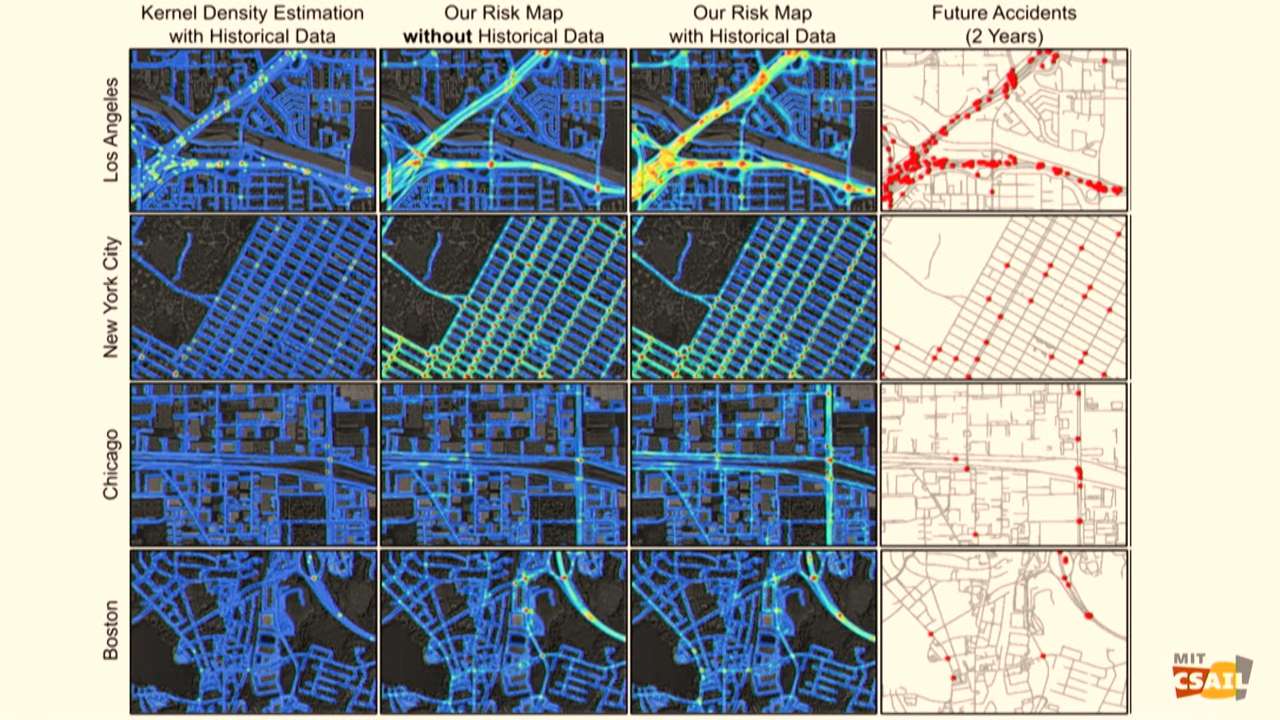 Kernel Density Estimation
with Historical Data
Our Risk Map
without Historical Data
Our Risk Map
with Historical Data
Future Accidents
(2 Years)
Los Angeles
New York City
Chicago
Boston
MIT
CSAIL